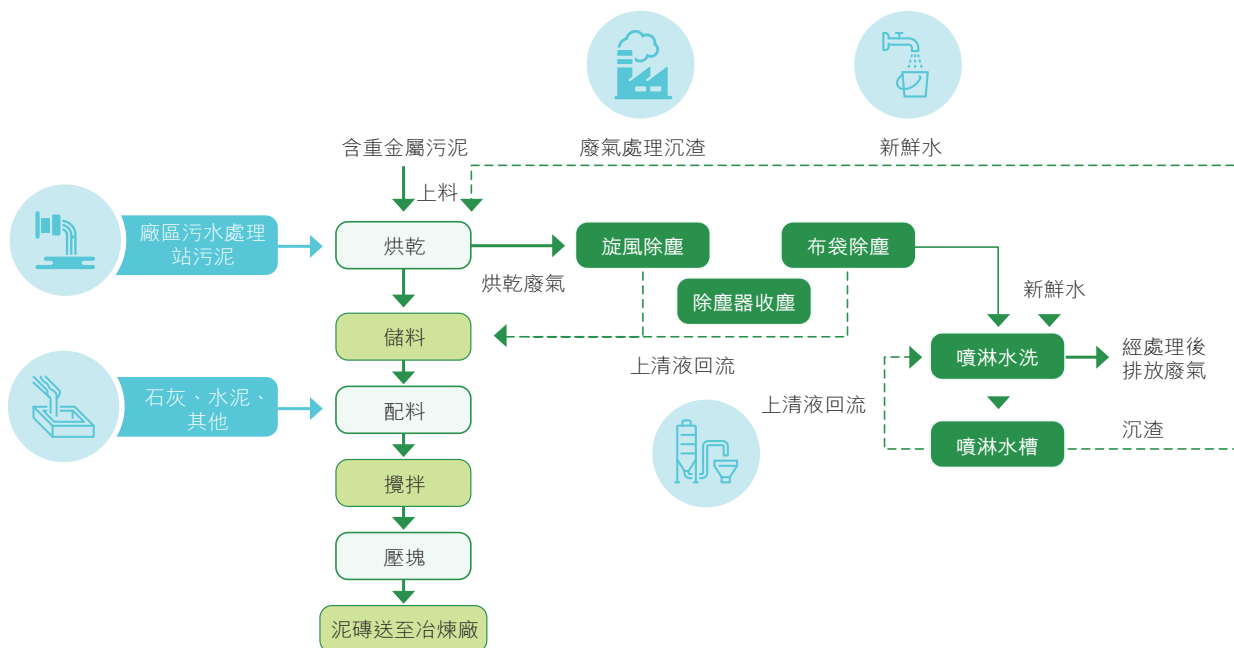 含重金屬污泥
廢氣處理沉渣
新鮮水
上料
廠區污水處理
站污泥
烘乾
旋風除塵
布袋除塵
烘乾廢氣
除塵器收塵
新鮮水
儲料
噴淋水洗
經處理後
排放廢氣
上清液回流
石灰、水泥、
其他
配料
上清液回流
沉渣
噴淋水槽
攪拌
壓塊
泥磚送至冶煉廠